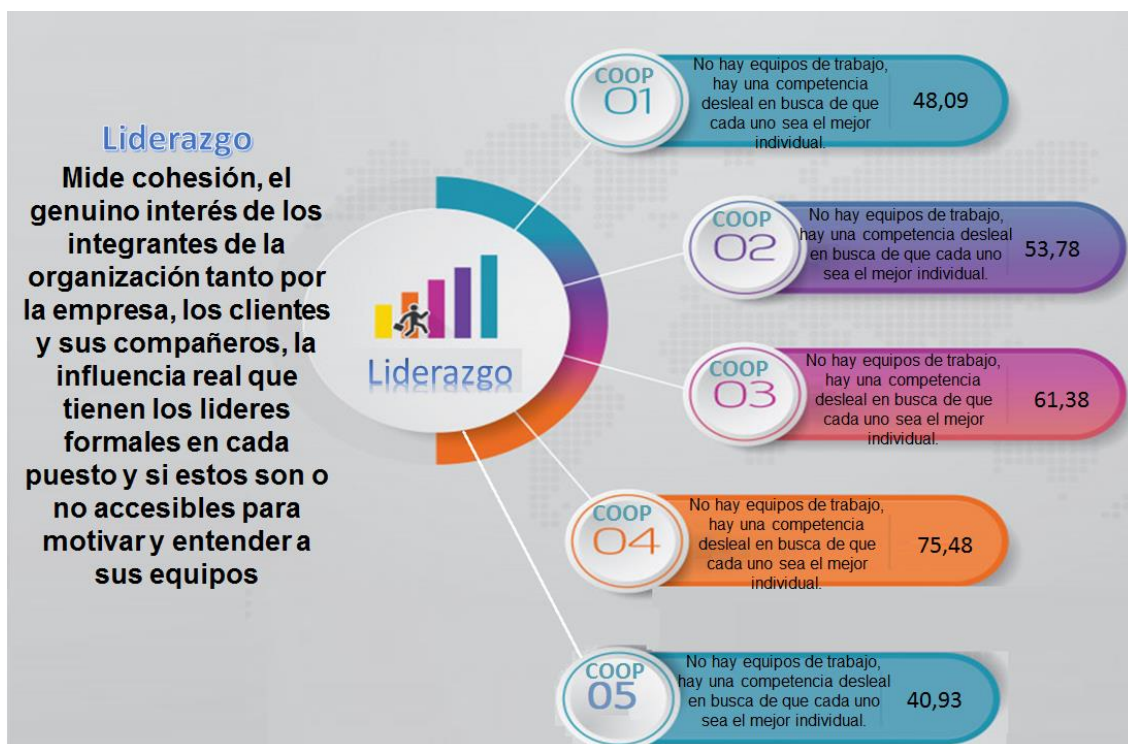 Liderazgo
Mide cohesión, el
genuino interés de los
integrantes de la
organización tanto por
la empresa, los clientes
y sus compañeros, la
influencia real que
tienen los lideres
formales en cada
puesto y si estos son o
no accesibles para
motivar y entender a
sus equipos
Liderazgo
COOP
01
No hay equipos de trabajo,
hay una competencia
desleal en busca de que
cada uno sea el mejor
individual.
48,09
COOP
02
No hay equipos de trabajo,
hay una competencia desleal
en busca de que cada uno
sea el mejor individual.
53,78
COOP
03
No hay equipos de trabajo,
hay una competencia
desleal en busca de que
cada uno sea el mejor
individual.
61,38
COOP
04
No hay equipos de trabajo,
hay una competencia
desleal en busca de que
cada uno sea el mejor
individual.
75,48
COOP
05
No hay equipos de trabajo,
hay una competencia desleal
en busca de que cada uno
sea el mejor individual.
40,93